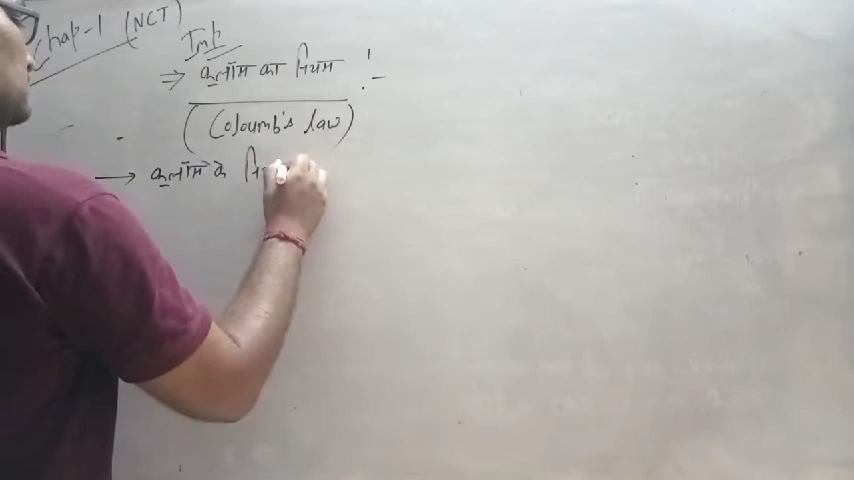 Chap-1 (NCT)
Imp
⇒ कुलॉम का नियम :-
(Coloumb's law)
→ कुलॉम के